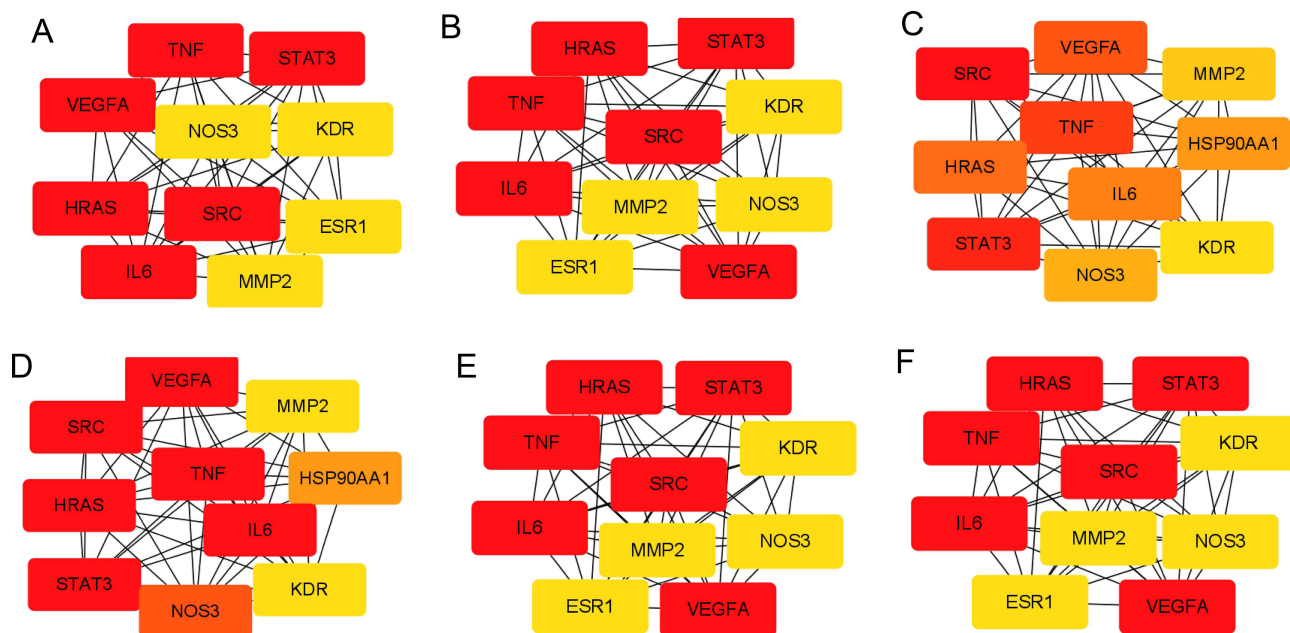 A
TNF
STAT3
VEGFA
NOS3
KDR
HRAS
SRC
ESR1
IL6
MMP2
B
HRAS
STAT3
TNF
KDR
SRC
IL6
MMP2
NOS3
ESR1
VEGFA
C
VEGFA
SRC
MMP2
TNF
HSP90AA1
HRAS
IL6
STAT3
KDR
NOS3
D
VEGFA
MMP2
SRC
TNF
HSP90AA1
HRAS
IL6
STAT3
KDR
NOS3
E
HRAS
STAT3
TNF
KDR
SRC
IL6
MMP2
NOS3
ESR1
VEGFA
F
HRAS
STAT3
TNF
KDR
SRC
IL6
MMP2
NOS3
ESR1
VEGFA